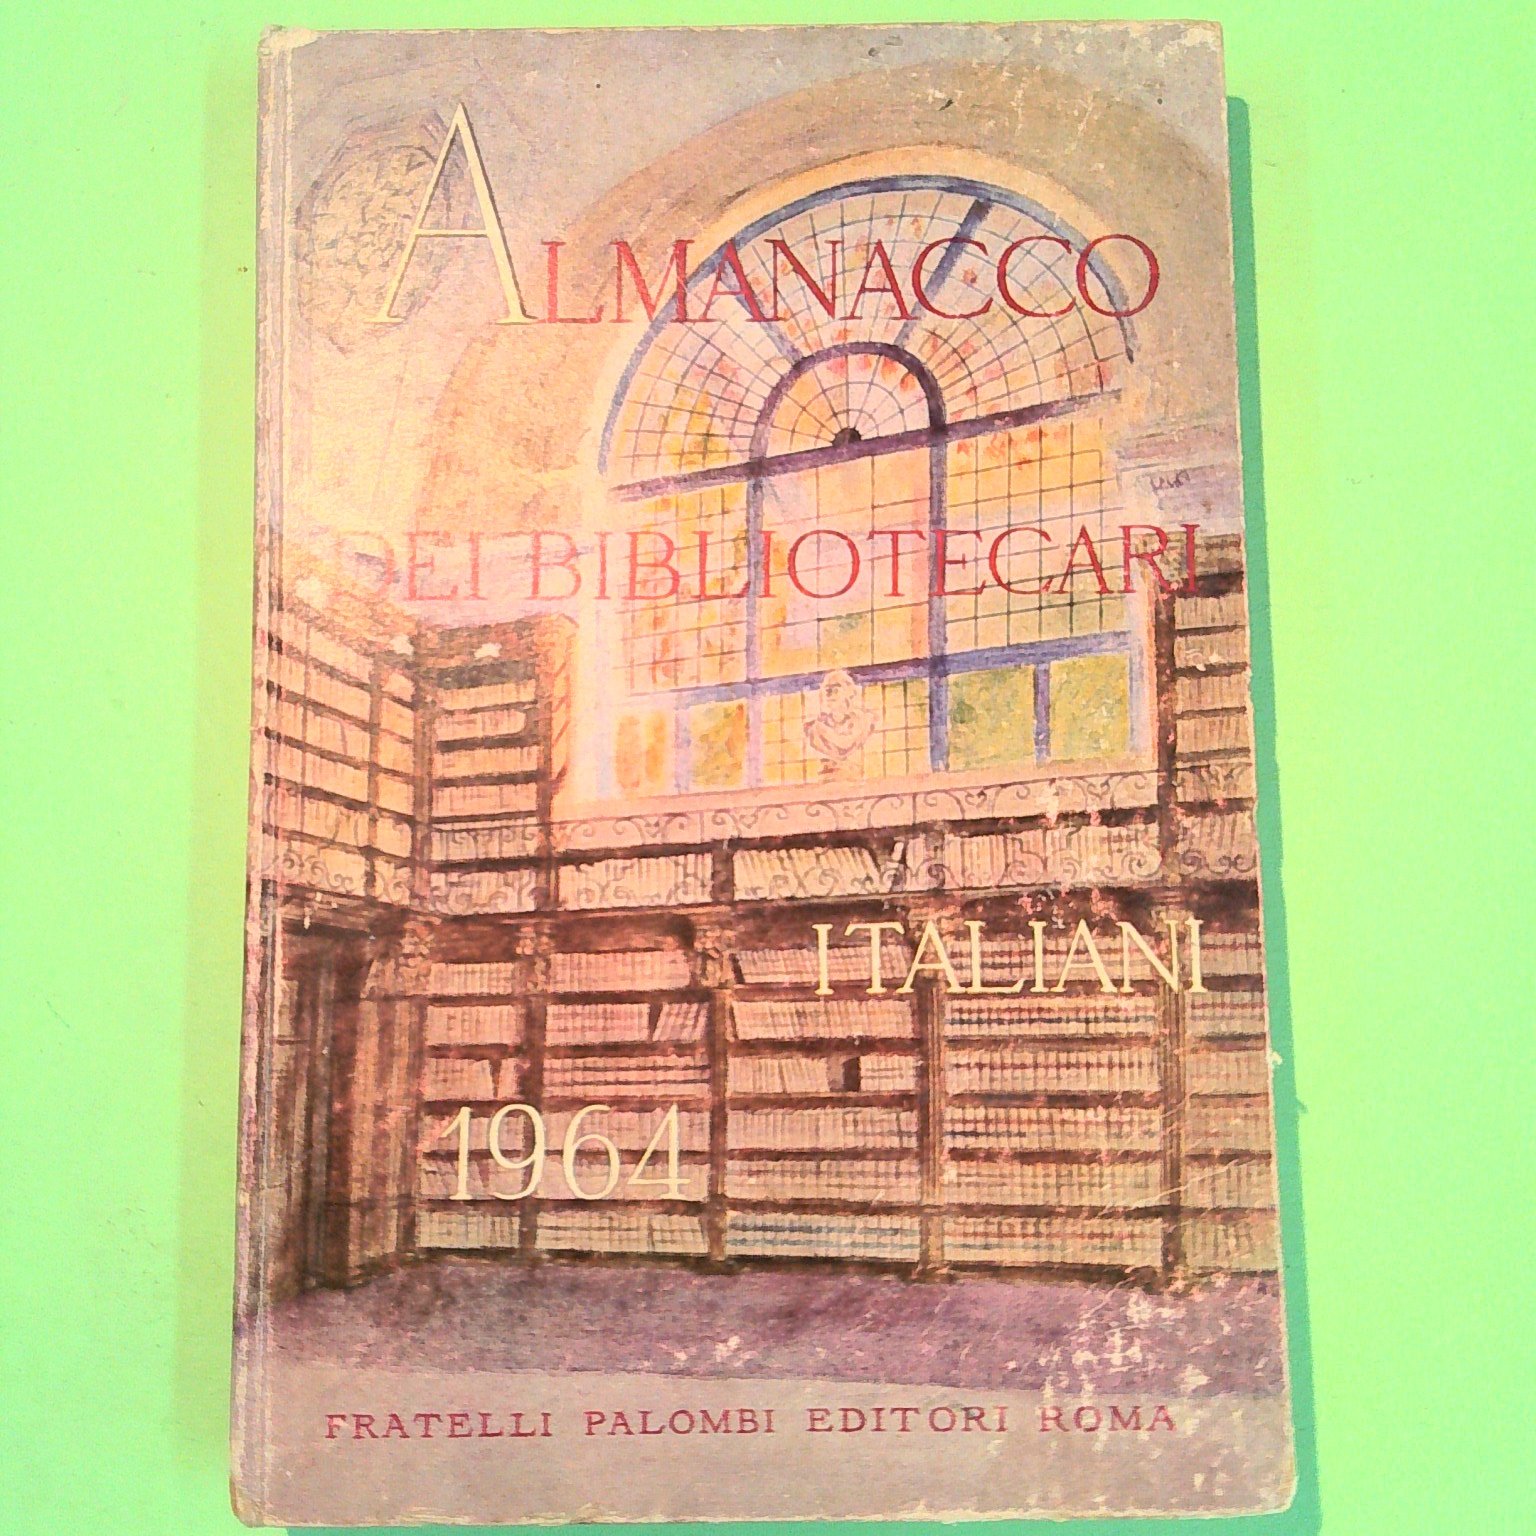 ALMANACCO
DEI BIBLIOTECARI
ITALIANI
1964
FRATELLI PALOMBI EDITORI ROMA